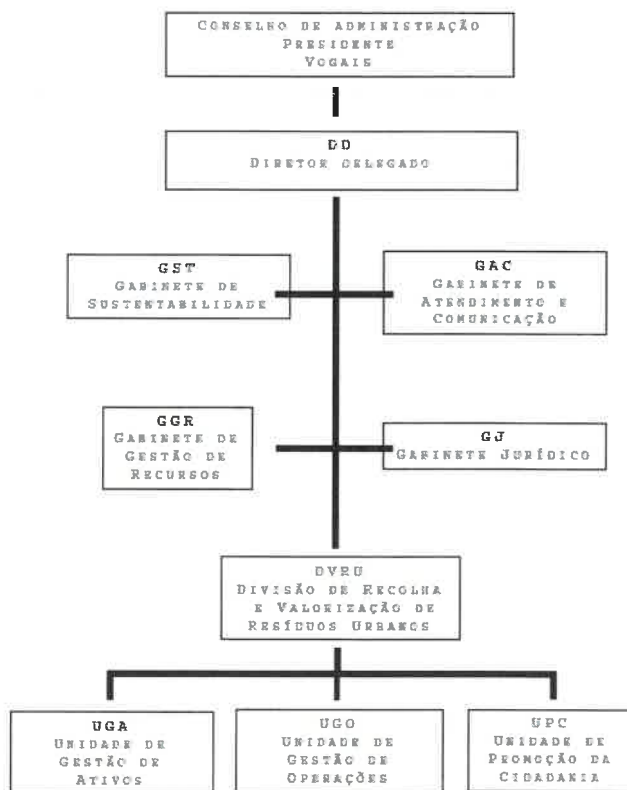 CONSELHO DE ADMINISTRAÇÃO
PRESIDENTE
VOGAIS
DD
DIRETOR DELEGADO
GST
GABINETE DE
SUSTENTABILIDADE
GAC
GABINETE DE
ATENDIMENTO E
COMUNICAÇÃO
GGR
GABINETE DE
GESTÃO DE
RECURSOS
GJ
GABINETE JURÍDICO
DVRU
DIVISÃO DE RECOLHA
E VALORIZAÇÃO DE
RESÍDUOS URBANOS
UGA
UNIDADE DE
GESTÃO DE
ATIVOS
UGO
UNIDADE DE
GESTÃO DE
OPERAÇÕES
UPC
UNIDADE DE
PROMOÇÃO DA
CIDADANIA